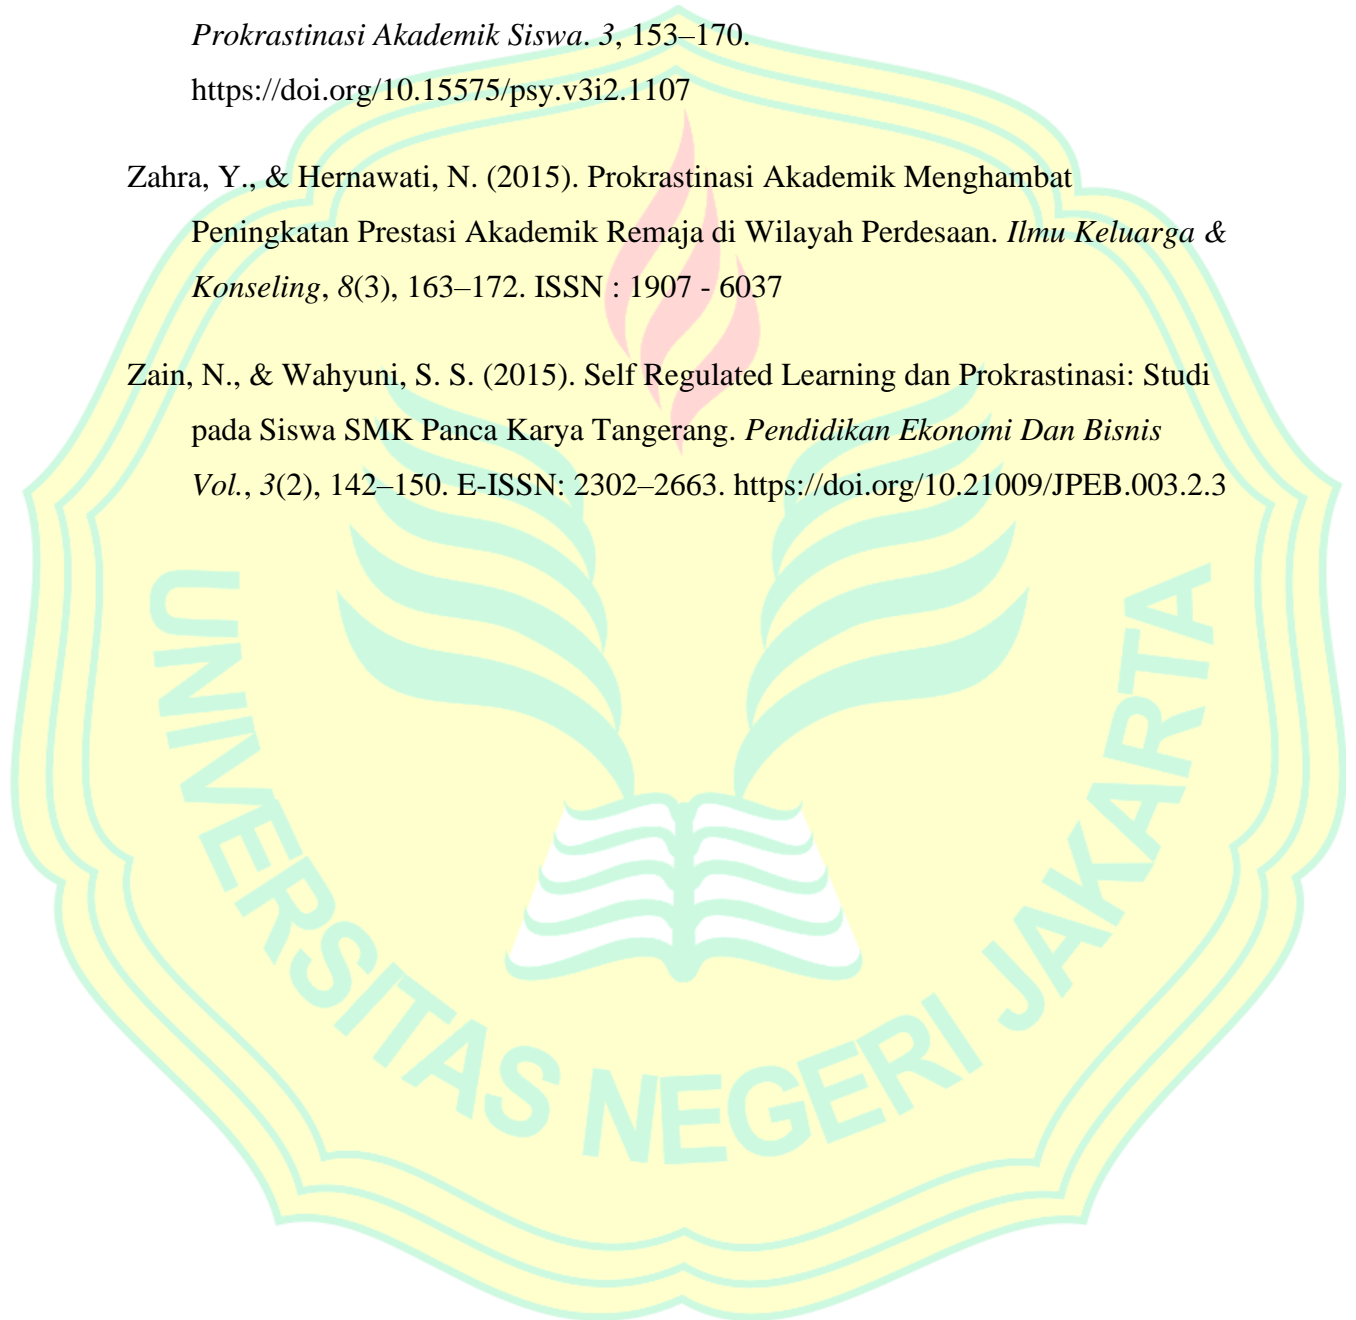 Prokrastinasi Akademik Siswa. 3, 153–170.
https://doi.org/10.15575/psy.v3i2.1107
Zahra, Y., & Hernawati, N. (2015). Prokrastinasi Akademik Menghambat
Peningkatan Prestasi Akademik Remaja di Wilayah Perdesaan. Ilmu Keluarga &
Konseling, 8(3), 163–172. ISSN : 1907 - 6037
Zain, N., & Wahyuni, S. S. (2015). Self Regulated Learning dan Prokrastinasi: Studi
pada Siswa SMK Panca Karya Tangerang. Pendidikan Ekonomi Dan Bisnis
Vol., 3(2), 142–150. E-ISSN: 2302–2663. https://doi.org/10.21009/JPEB.003.2.3
UNIVERSITAS NEGERI JAKARTA